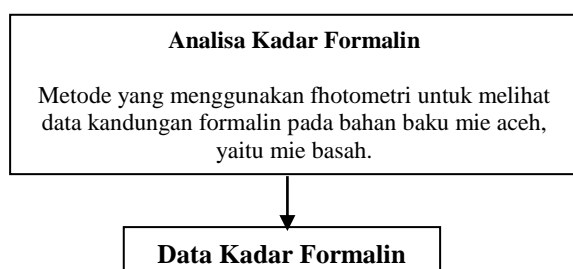 Analisa Kadar Formalin
Metode yang menggunakan fhotometri untuk melihat
data kandungan formalin pada bahan baku mie aceh,
yaitu mie basah.
Data Kadar Formalin